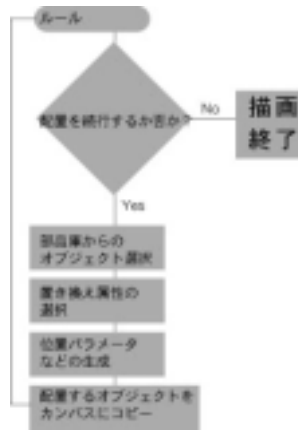 ルール
配置を続行するか否か?
No
描画
終了
Yes
部品庫からの
オブジェクト選択
置き換え属性の
選択
位置パラメータ
などの生成
配置するオブジェクトを
カンバスにコピー